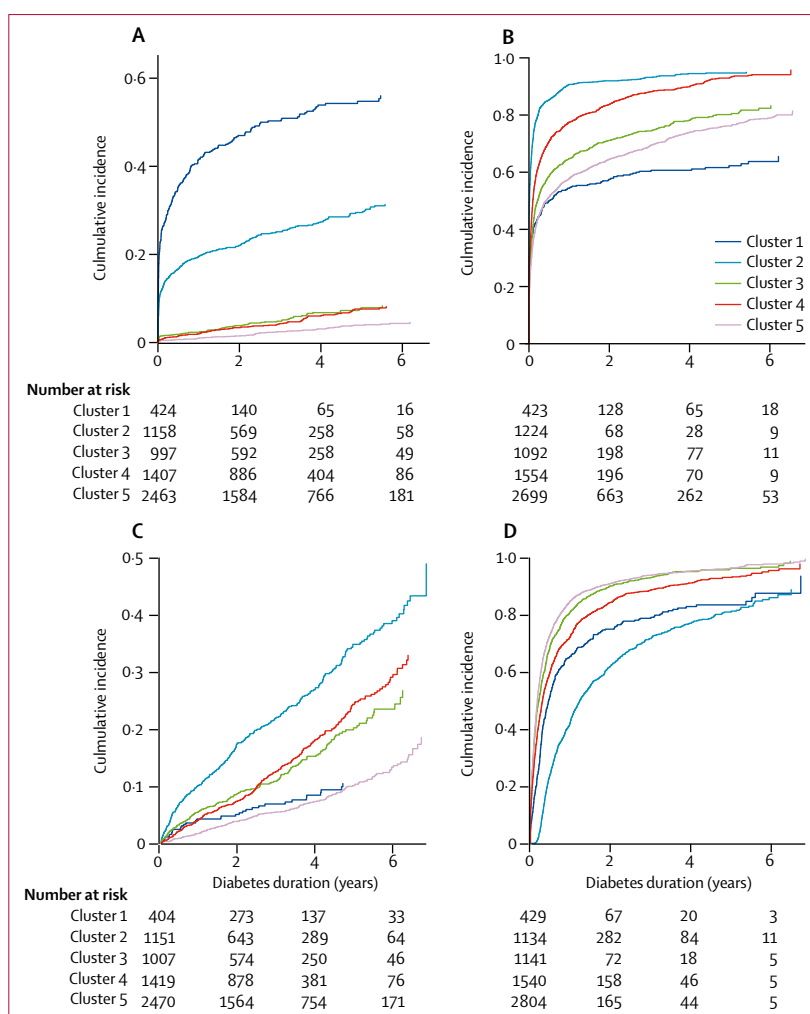 A
B
0·6
0·4
0·2
0
Culmulative incidence
0 2 4 6
1·0
0·8
0·6
0·4
0·2
0
Culmulative incidence
0 2 4 6
Cluster 1
Cluster 2
Cluster 3
Cluster 4
Cluster 5
Number at risk
Cluster 1 424 140 65 16 423 128 65 18
Cluster 2 1158 569 258 58 1224 68 28 9
Cluster 3 997 592 258 49 1092 198 77 11
Cluster 4 1407 886 404 86 1554 196 70 9
Cluster 5 2463 1584 766 181 2699 663 262 53
C
D
0·5
0·4
0·3
0·2
0·1
0
Culmulative incidence
0 2 4 6
Diabetes duration (years)
1·0
0·8
0·6
0·4
0·2
0
Culmulative incidence
0 2 4 6
Diabetes duration (years)
Number at risk
Cluster 1 404 273 137 33 429 67 20 3
Cluster 2 1151 643 289 64 1134 282 84 11
Cluster 3 1007 574 250 46 1141 72 18 5
Cluster 4 1419 878 381 76 1540 158 46 5
Cluster 5 2470 1564 754 171 2804 165 44 5